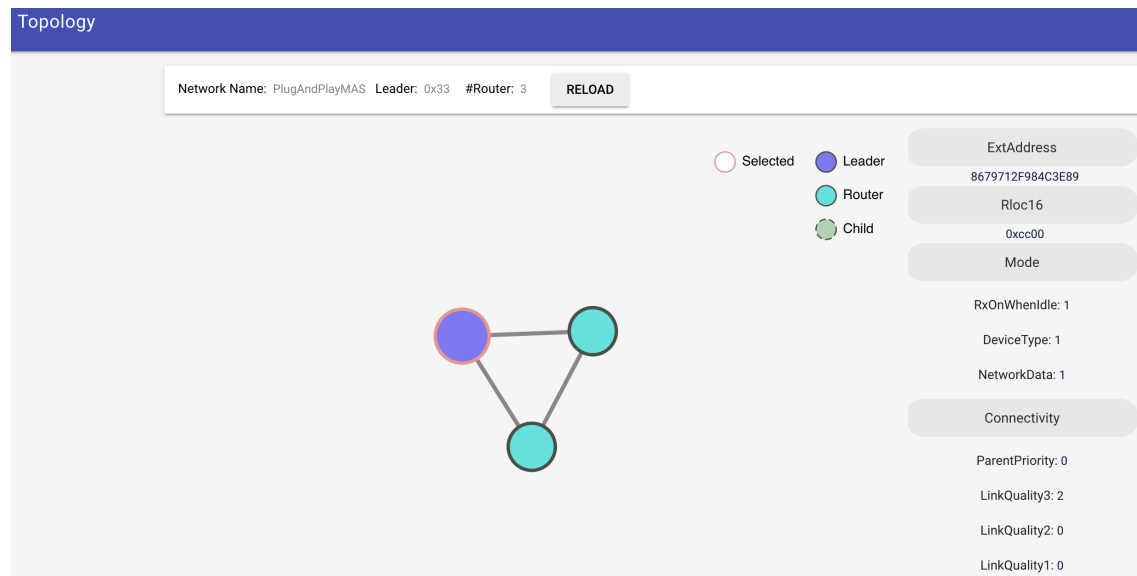 Topology
Network Name: PlugAndPlayMAS Leader: 0x33 #Router: 3 RELOAD
Selected Leader
Router
Child
ExtAddress
8679712F984C3E89
Rloc16
0xcc00
Mode
RxOnWhenIdle: 1
DeviceType: 1
NetworkData: 1
Connectivity
ParentPriority: 0
LinkQuality3: 2
LinkQuality2: 0
LinkQuality1: 0